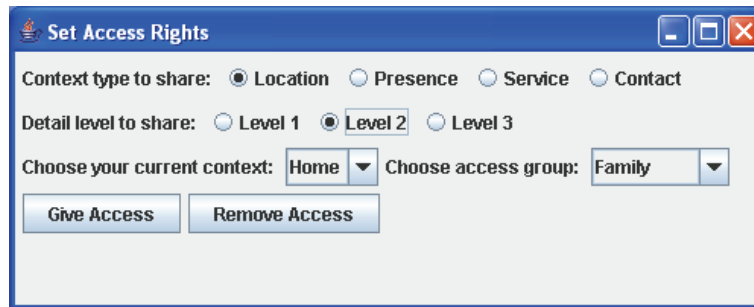 Set Access Rights
Context type to share: Location Presence Service Contact
Detail level to share: Level 1 Level 2 Level 3
Choose your current context: Home Choose access group: Family
Give Access Remove Access